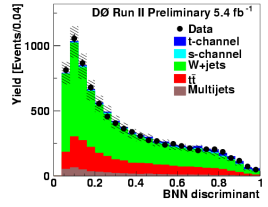 DØ Run II Preliminary 5.4 fb⁻¹
Yield [Events/0.04]
1000
500
0
Data
t-channel
s-channel
W+jets
tt̄
Multijets
0 0.2 0.4 0.6 0.8 1
BNN discriminant